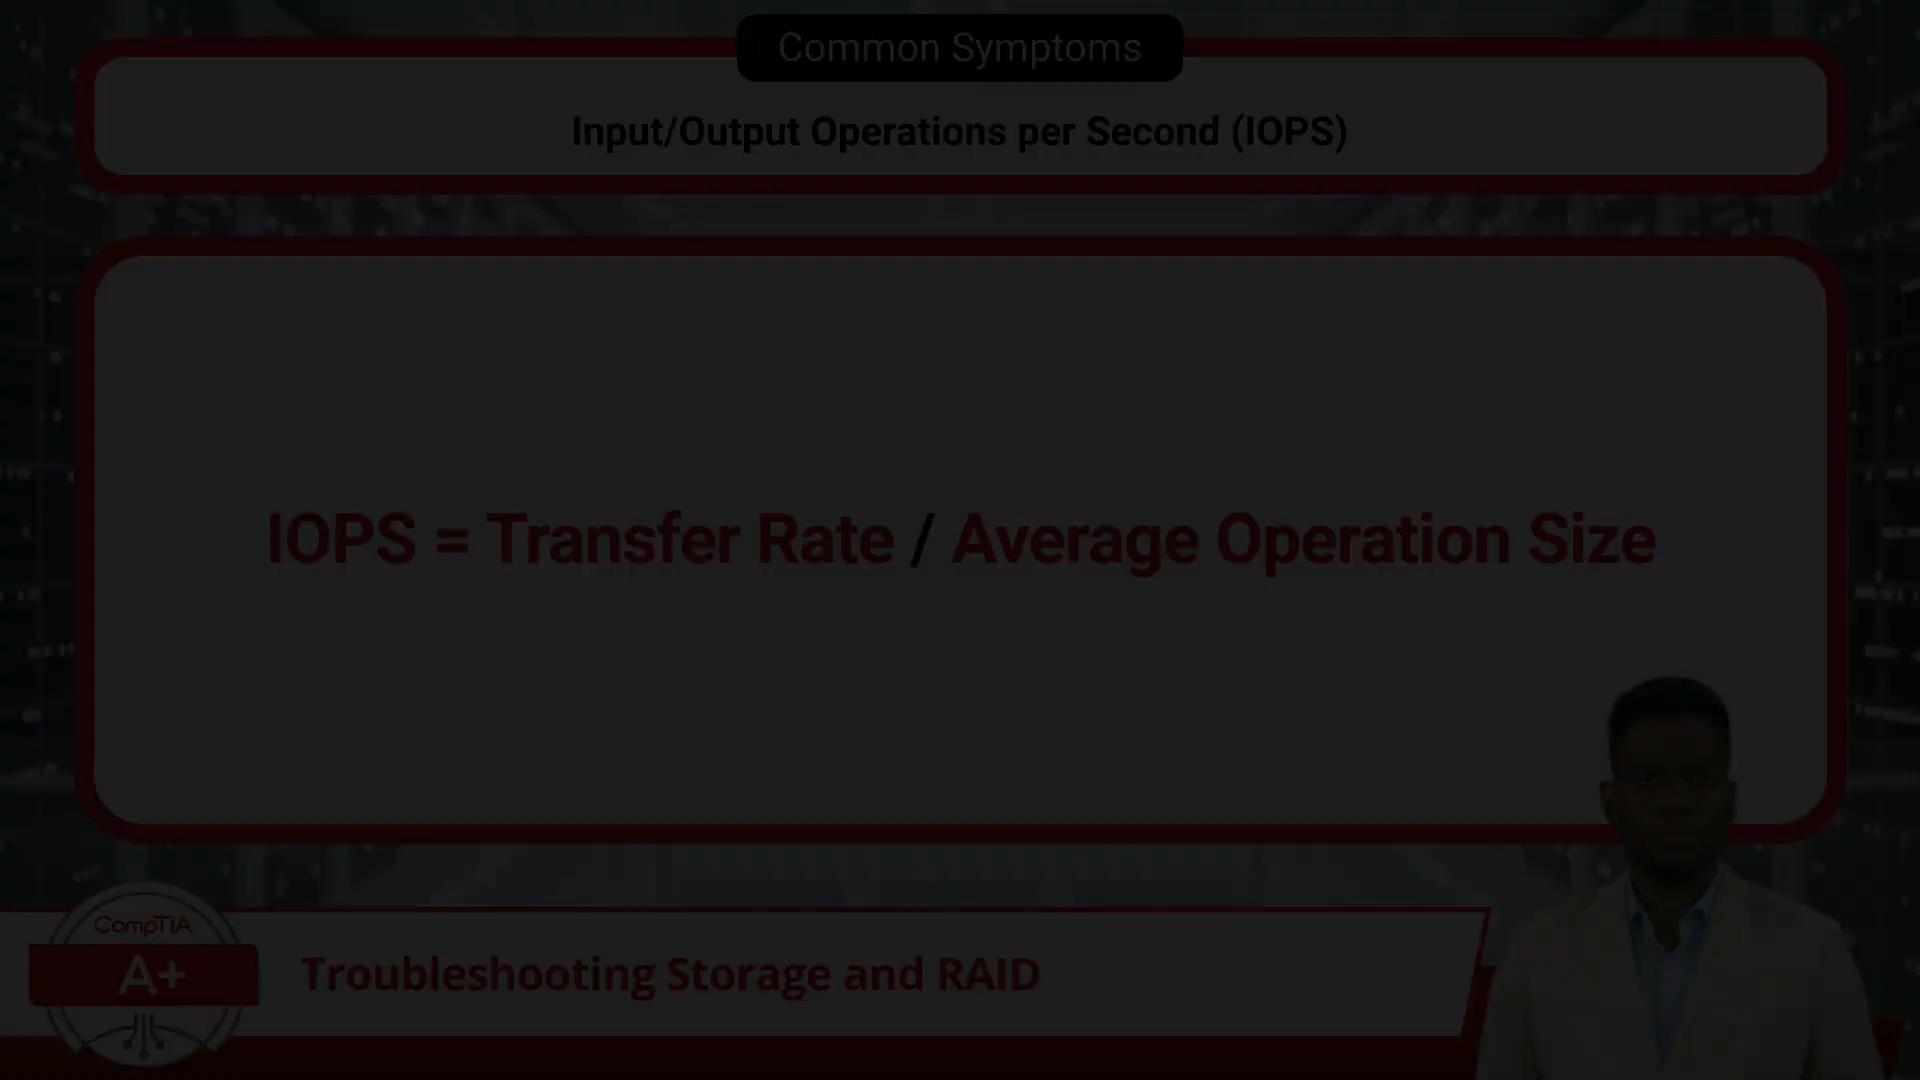 Common Symptoms
Input/Output Operations per Second (IOPS)
IOPS = Transfer Rate / Average Operation Size
CompTIA
A+
Troubleshooting Storage and RAID